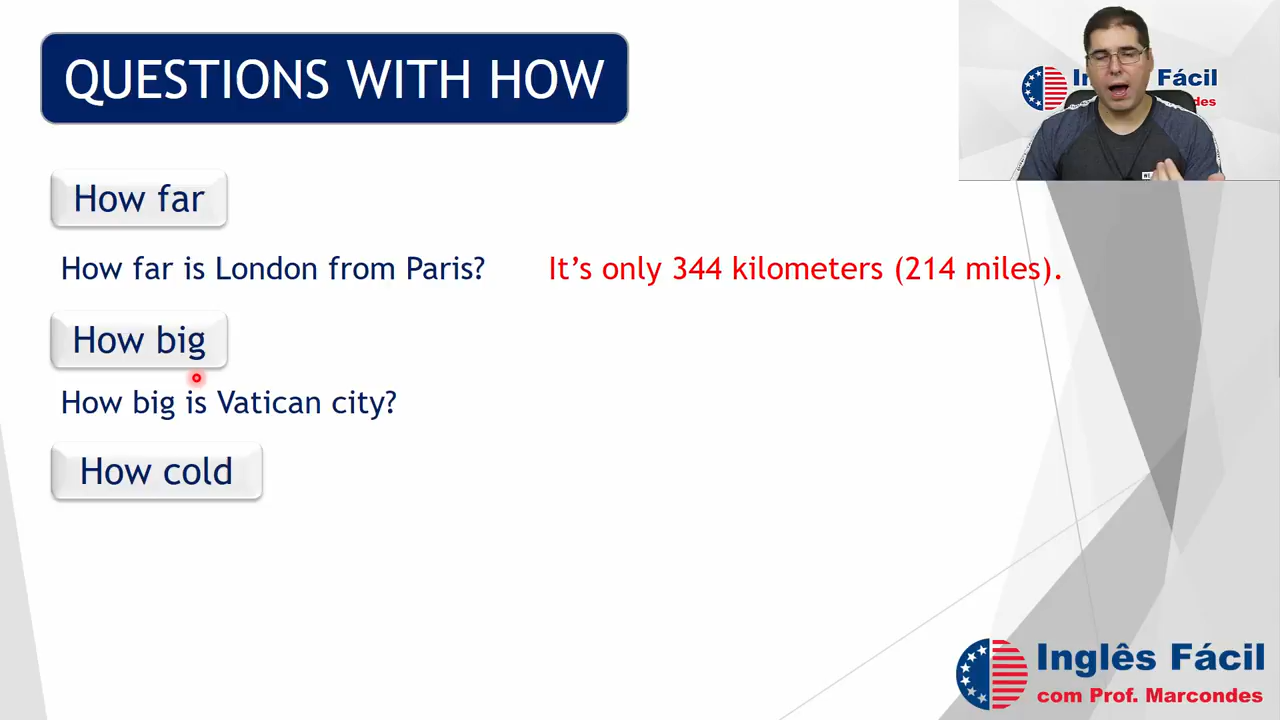 QUESTIONS WITH HOW
How far
How far is London from Paris? It’s only 344 kilometers (214 miles).
How big
How big is Vatican city?
How cold
Inglês Fácil
com Prof. Marcondes